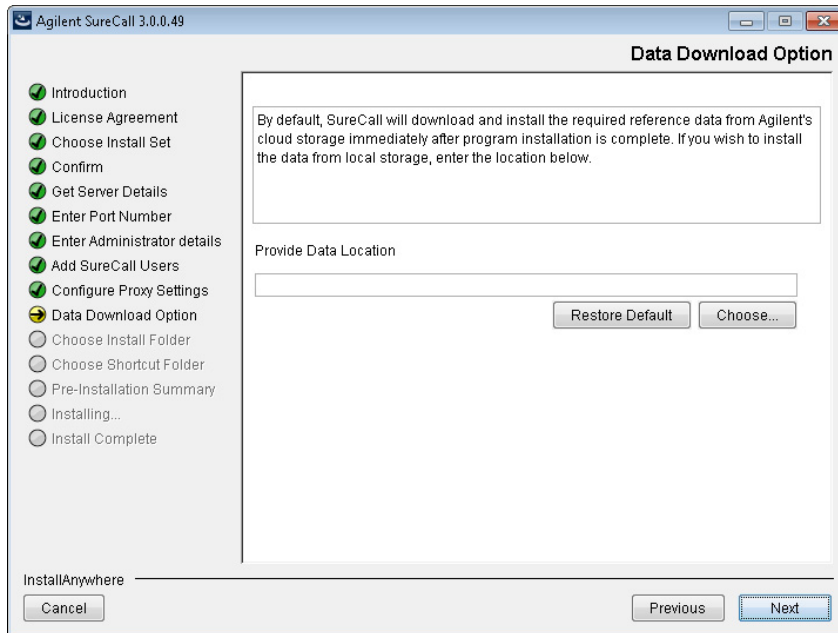 Agilent SureCall 3.0.0.49
Data Download Option
Introduction
License Agreement
Choose Install Set
Confirm
Get Server Details
Enter Port Number
Enter Administrator details
Add SureCall Users
Configure Proxy Settings
Data Download Option
Choose Install Folder
Choose Shortcut Folder
Pre-Installation Summary
Installing...
Install Complete
By default, SureCall will download and install the required reference data from Agilent's
cloud storage immediately after program installation is complete. If you wish to install
the data from local storage, enter the location below.
Provide Data Location
Restore Default
Choose...
InstallAnywhere
Cancel
Previous
Next